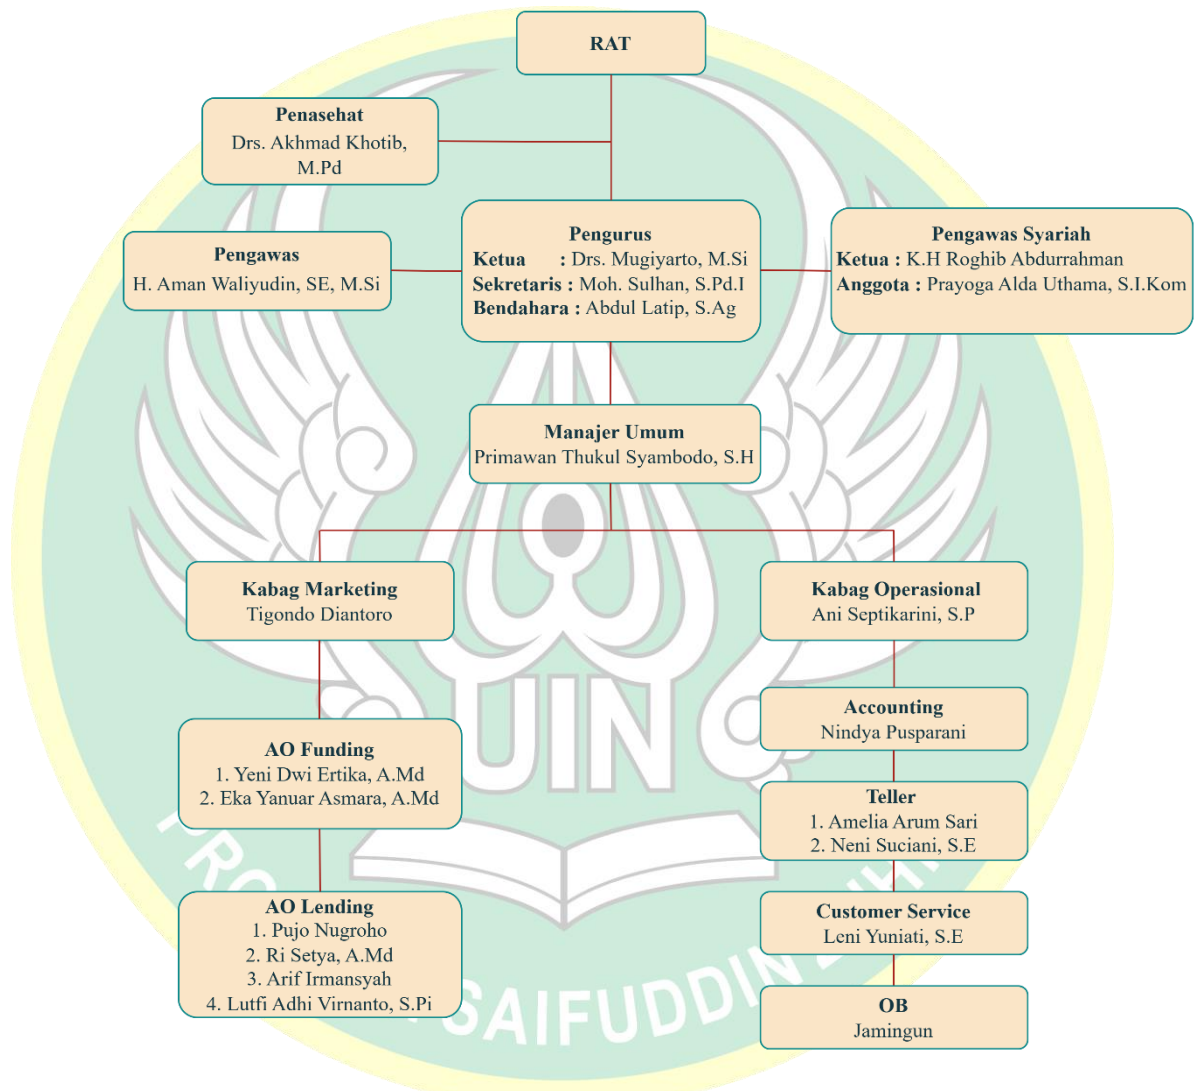 RAT
Penasehat
Drs. Akhmad Khotib,
M.Pd
Pengurus
Ketua : Drs. Mugiyarto, M.Si
Sekretaris : Moh. Sulhan, S.Pd.I
Bendahara : Abdul Latip, S.Ag
Pengawas
H. Aman Waliyudin, SE, M.Si
Pengawas Syariah
Ketua : K.H Roghib Abdurrahman
Anggota : Prayoga Alda Uthama, S.I.Kom
Manajer Umum
Primawan Thukul Syambodo, S.H
Kabag Marketing
Tigondo Diantoro
AO Funding
1. Yeni Dwi Ertika, A.Md
2. Eka Yanuar Asmara, A.Md
AO Lending
1. Pujo Nugroho
2. Ri Setya, A.Md
3. Arif Irmansyah
4. Lutfi Adhi Virnanto, S.Pi
Kabag Operasional
Ani Septikarini, S.P
Accounting
Nindya Pusparani
Teller
1. Amelia Arum Sari
2. Neni Suciani, S.E
Customer Service
Leni Yuniati, S.E
OB
Jamingun
UIN
SAIFUDDIN